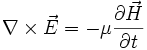 ∇ × E⃗ = −μ ∂H⃗/∂t